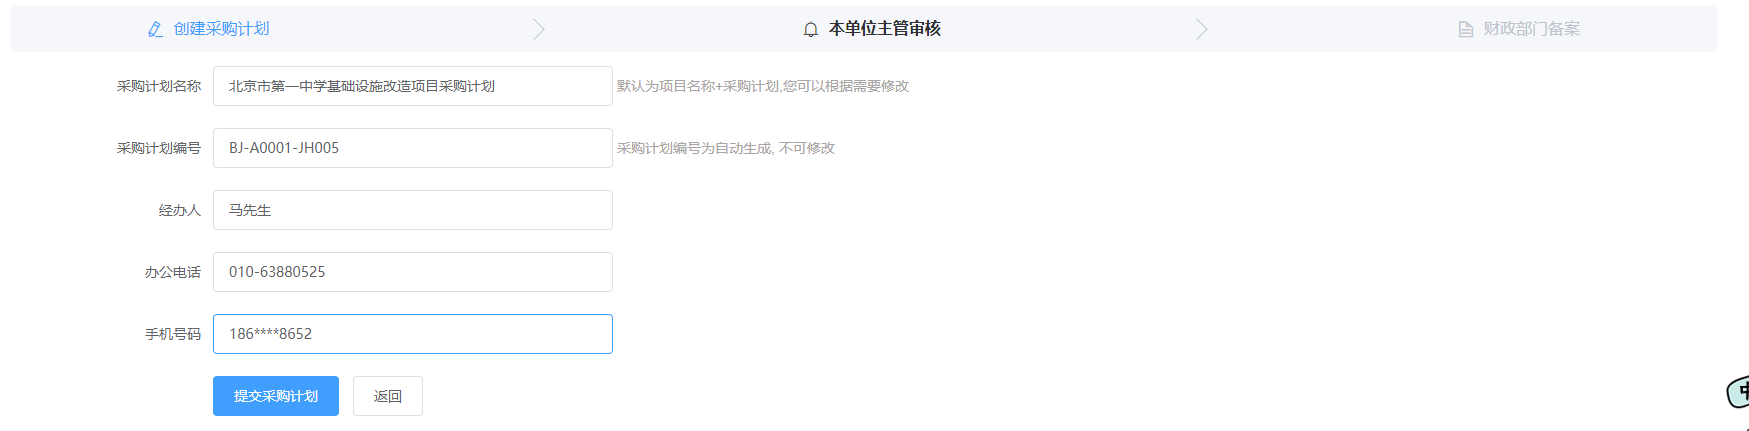 创建采购计划
本单位主管审核
财政部门备案
采购计划名称 北京市第一中学基础设施改造项目采购计划 默认为项目名称+采购计划,您可以根据需要修改
采购计划编号 BJ-A0001-JH005 采购计划编号为自动生成, 不可修改
经办人 马先生
办公电话 010-63880525
手机号码 186****8652
提交采购计划 返回